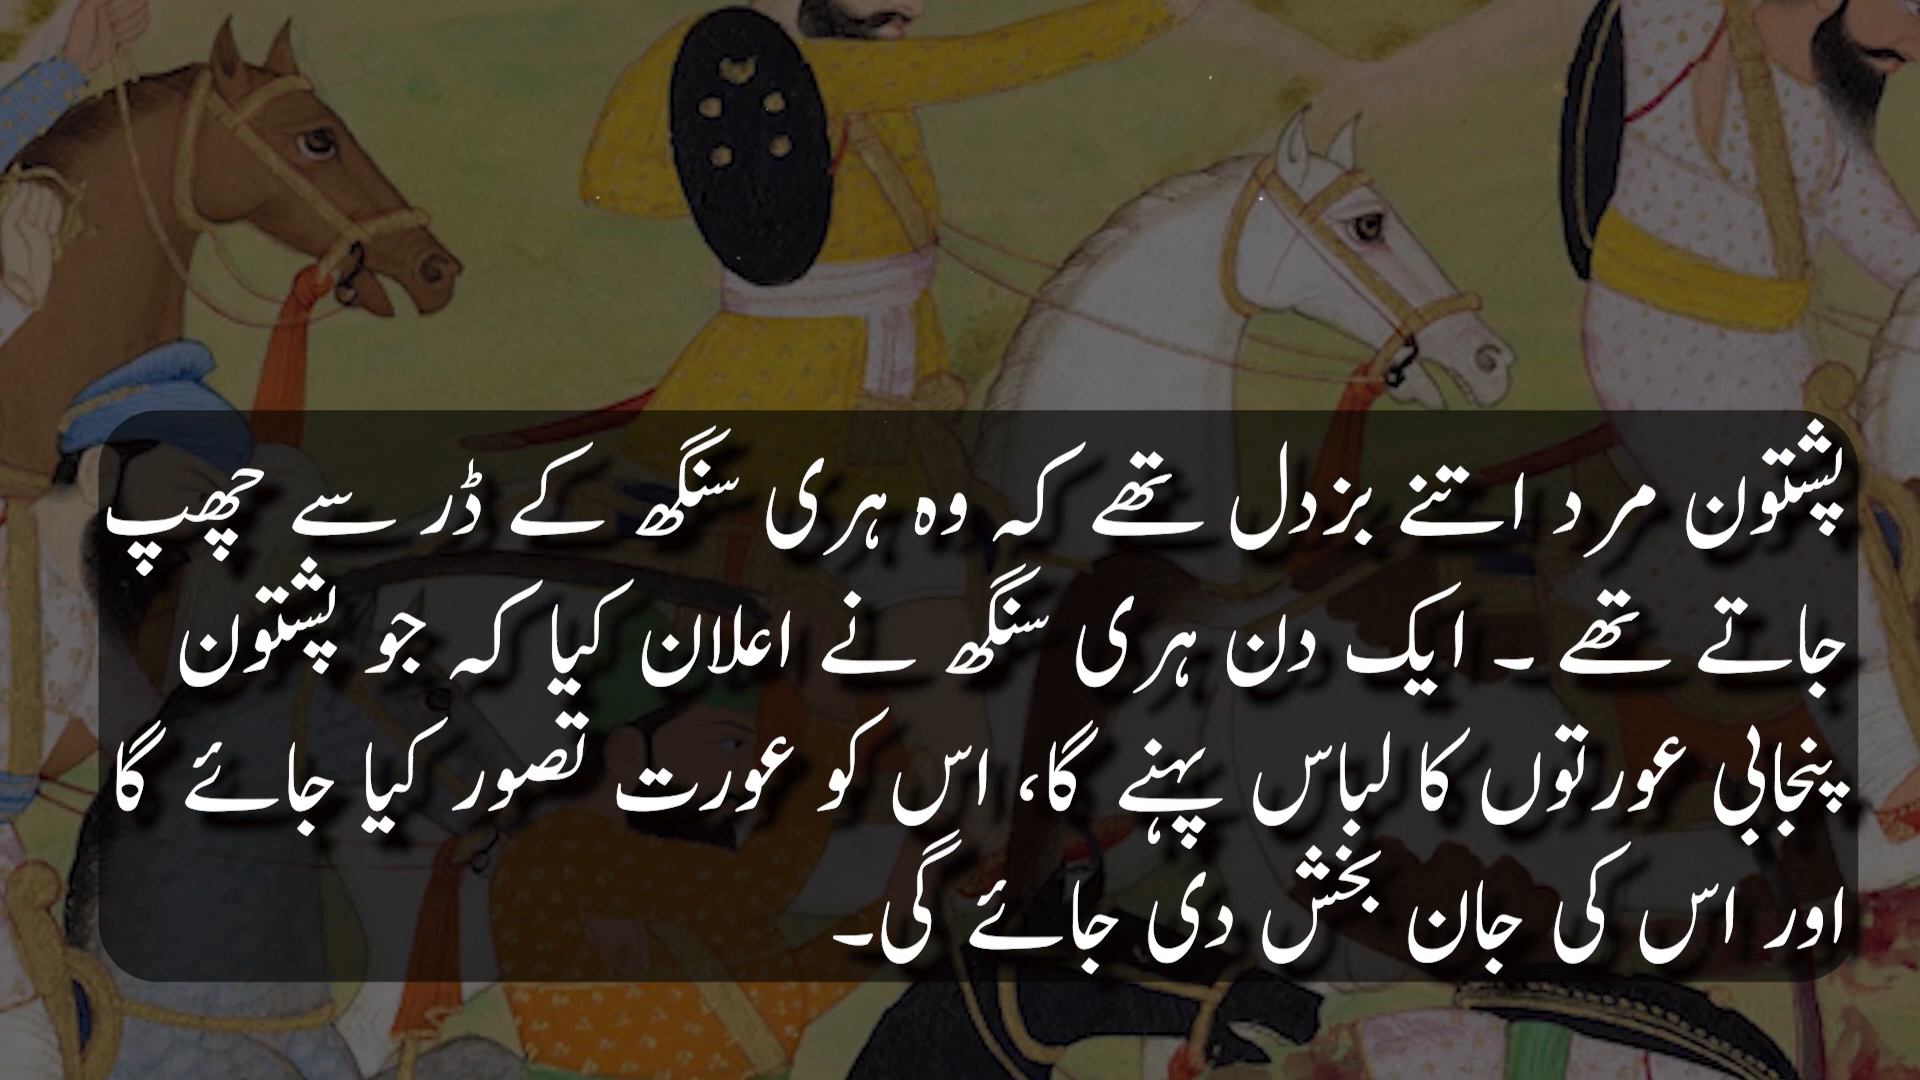 پشتون مرد اتنے بزدل تھے کہ وہ ہری سنگھ کے ڈر سے چھپ
جاتے تھے ۔ ایک دن ہری سنگھ نے اعلان کیا کہ جو پشتون
پنجابی عورتوں کا لباس پہنے گا، اس کو عورت تصور کیا جائے گا
اور اس کی جان بخش دی جائے گی۔